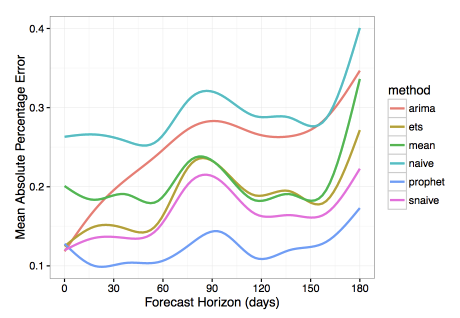 0.4
0.3
0.2
0.1
Mean Absolute Percentage Error
0 30 60 90 120 150 180
Forecast Horizon (days)
method
arima
ets
mean
naive
prophet
snaive